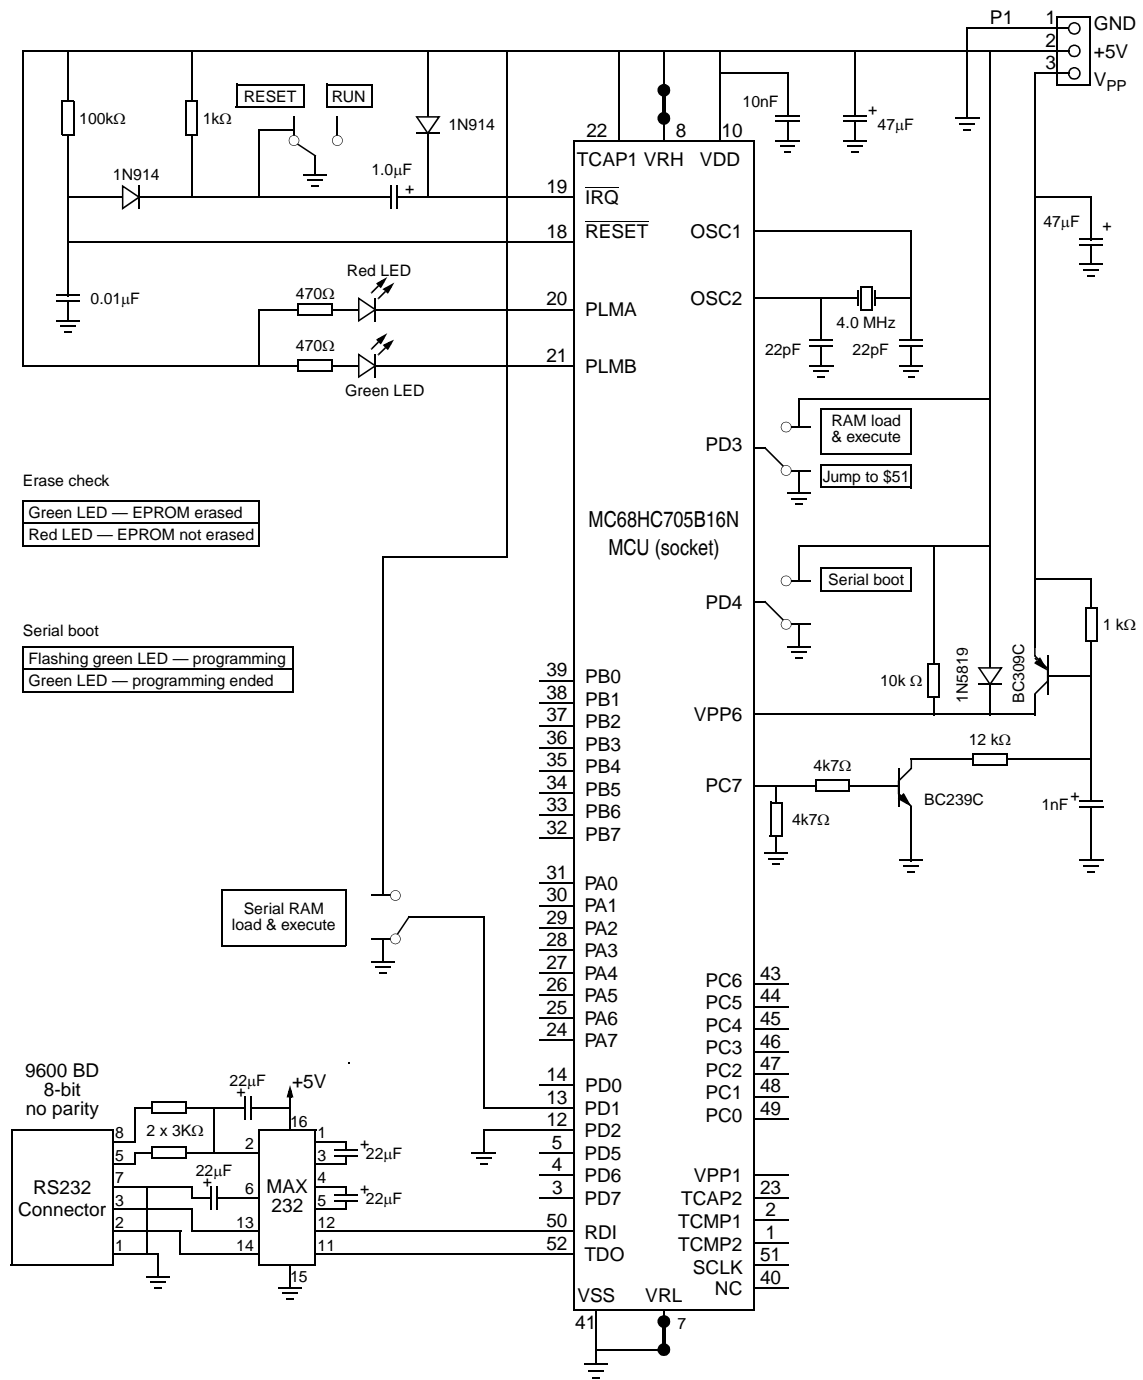 P1
1
GND
2
+5V
3
VPP
RESET
RUN
100kΩ
1kΩ
1N914
10nF
+
47µF
22
8
10
TCAP1
VRH
VDD
1N914
1.0µF
+
19
IRQ
18
RESET
OSC1
47µF
+
Red LED
0.01µF
470Ω
20
PLMA
OSC2
4.0 MHz
470Ω
21
PLMB
22pF
22pF
Green LED
RAM load
& execute
PD3
Jump to $51
Erase check
Green LED — EPROM erased
Red LED — EPROM not erased
MC68HC705B16N
MCU (socket)
Serial boot
PD4
1 kΩ
Serial boot
Flashing green LED — programming
Green LED — programming ended
10k Ω
1N5819
BC309C
39
PB0
38
PB1
37
PB2
36
PB3
35
PB4
34
PB5
33
PB6
32
PB7
VPP6
12 kΩ
4k7Ω
PC7
BC239C
1nF
+
4k7Ω
31
PA0
30
PA1
29
PA2
28
PA3
27
PA4
26
PA5
25
PA6
24
PA7
Serial RAM
load & execute
PC6
43
PC5
44
PC4
45
PC3
46
PC2
47
PC1
48
PC0
49
9600 BD
8-bit
no parity
22µF
+
+5V
14
PD0
13
PD1
12
PD2
5
PD5
4
PD6
3
PD7
8
2 x 3KΩ
2
16
1
+
22µF
3
5
7
22µF
+
6
MAX
232
4
+
22µF
5
RS232
Connector
3
13
12
50
RDI
2
14
11
52
TDO
1
15
VPP1
TCAP2
23
TCMP1
2
TCMP2
1
SCLK
51
NC
40
VSS
VRL
41
7